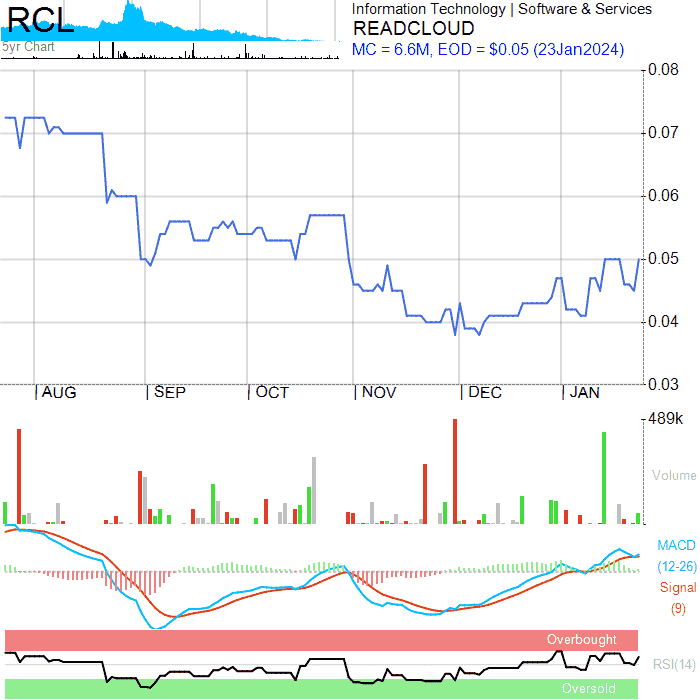 RCL
5yr Chart
Information Technology | Software & Services
READCLOUD
MC = 6.6M, EOD = $0.05 (23Jan2024)
0.08
0.07
0.06
0.05
0.04
0.03
AUG SEP OCT NOV DEC JAN
489k
Volume
MACD
(12-26)
Signal
(9)
Overbought
RSI(14)
Oversold